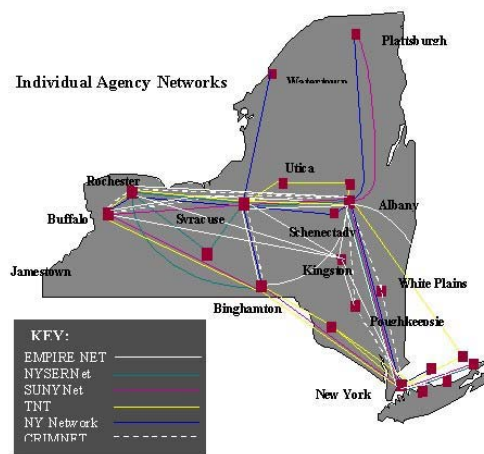 Plattsburgh
Individual Agency Networks
Watertown
Utica
Rochester
Buffalo
Syracuse
Albany
Schenectady
Jamestown
Kingston
White Plains
Binghamton
Poughkeepsie
KEY:
EMPIRE NET
NYSERNet
SUNYNet
TNT
NY Network
CRIMNET
New York